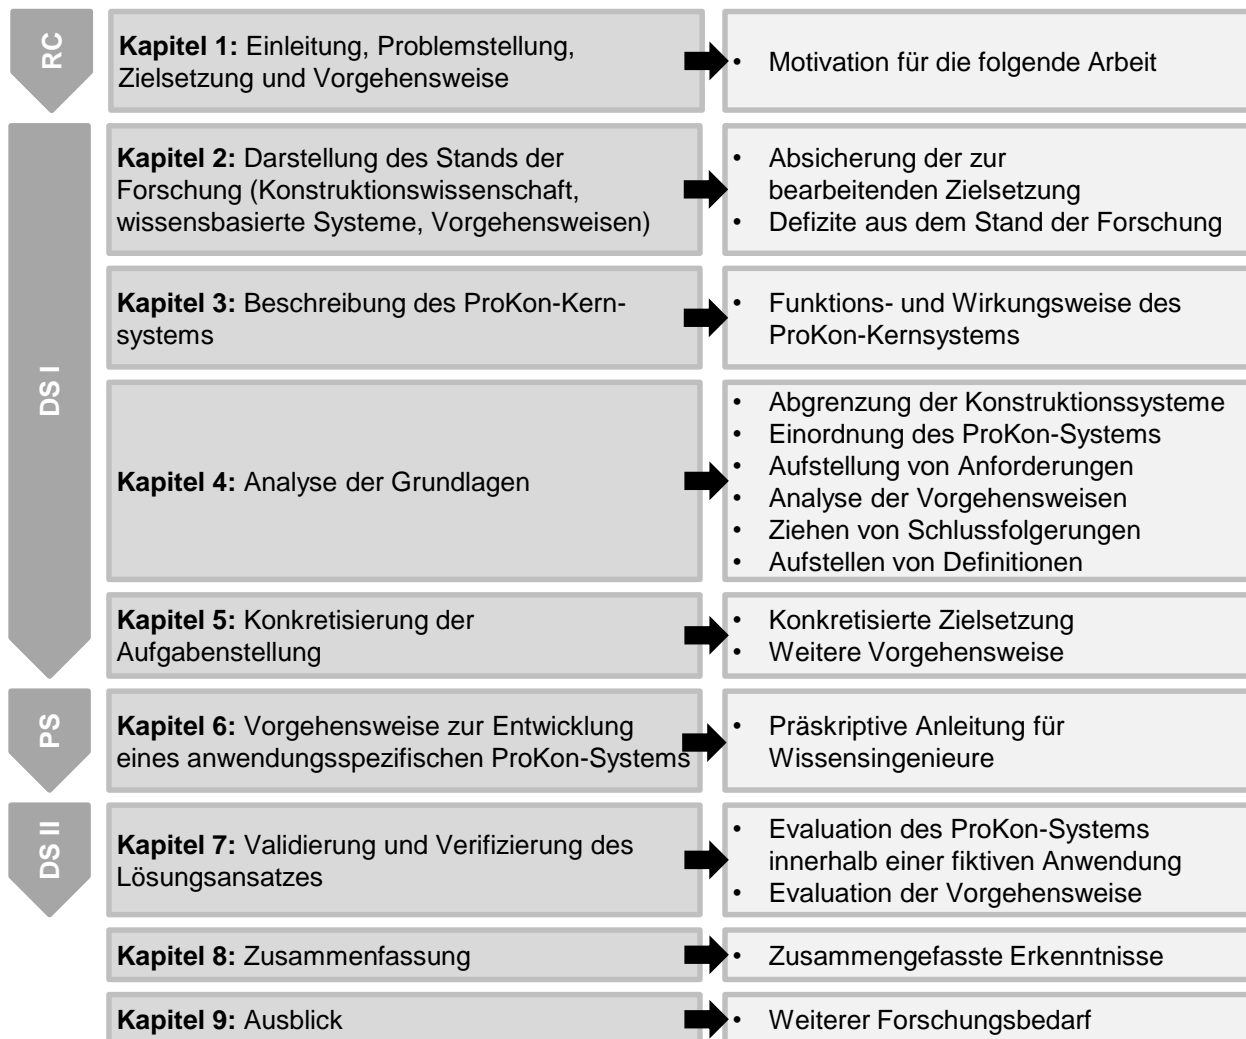 RC
Kapitel 1: Einleitung, Problemstellung,
Zielsetzung und Vorgehensweise
• Motivation für die folgende Arbeit
DS I
Kapitel 2: Darstellung des Stands der
Forschung (Konstruktionswissenschaft,
wissensbasierte Systeme, Vorgehensweisen)
• Absicherung der zur
bearbeitenden Zielsetzung
• Defizite aus dem Stand der Forschung
Kapitel 3: Beschreibung des ProKon-Kern-
systems
• Funktions- und Wirkungsweise des
ProKon-Kernsystems
Kapitel 4: Analyse der Grundlagen
• Abgrenzung der Konstruktionssysteme
• Einordnung des ProKon-Systems
• Aufstellung von Anforderungen
• Analyse der Vorgehensweisen
• Ziehen von Schlussfolgerungen
• Aufstellen von Definitionen
Kapitel 5: Konkretisierung der
Aufgabenstellung
• Konkretisierte Zielsetzung
• Weitere Vorgehensweise
PS
Kapitel 6: Vorgehensweise zur Entwicklung
eines anwendungsspezifischen ProKon-Systems
• Präskriptive Anleitung für
Wissensingenieure
DS II
Kapitel 7: Validierung und Verifizierung des
Lösungsansatzes
• Evaluation des ProKon-Systems
innerhalb einer fiktiven Anwendung
• Evaluation der Vorgehensweise
Kapitel 8: Zusammenfassung
• Zusammengefasste Erkenntnisse
Kapitel 9: Ausblick
• Weiterer Forschungsbedarf